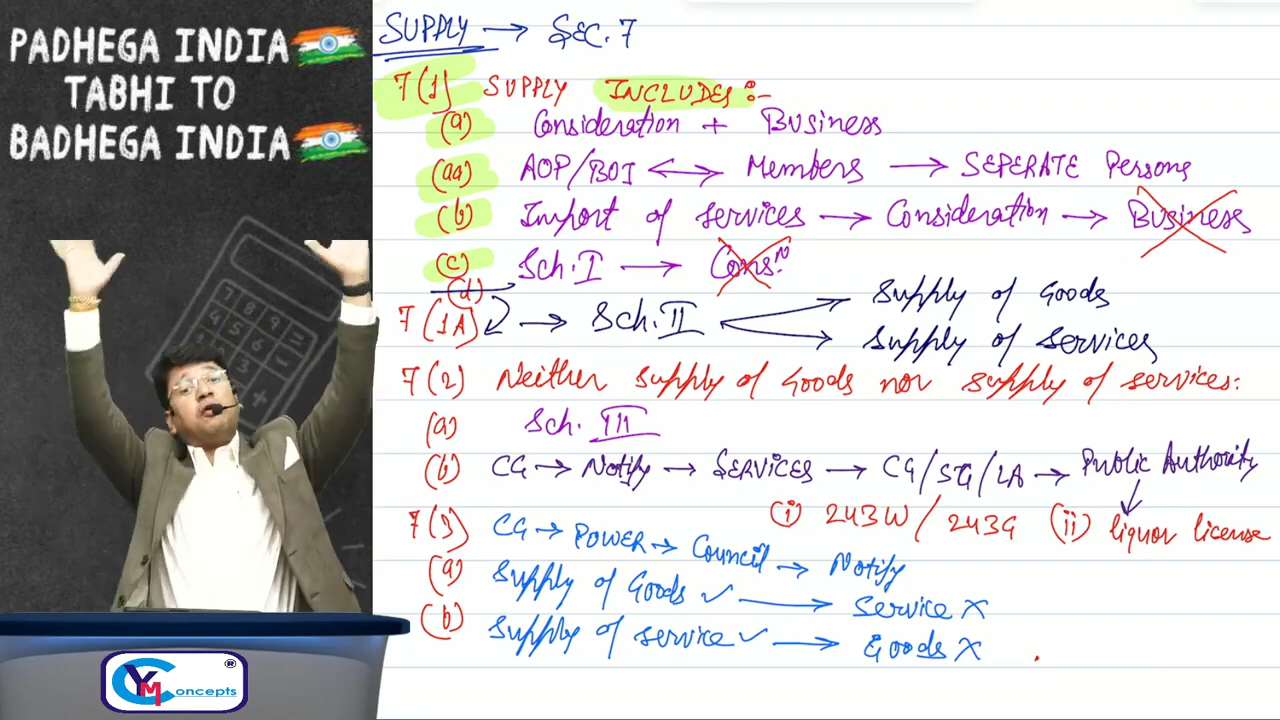 PADHEGA INDIA
TABHI TO
BADHEGA INDIA
SUPPLY → SEC. 7
7(1) SUPPLY INCLUDES :-
(a) Consideration + Business
(aa) AOP/BOI ↔ Members → SEPERATE Persons
(b) Import of services → Consideration → Business
(c) Sch. I → Cons.n
(d)
7(1A) → Sch. II
Supply of Goods
Supply of services
7(2) Neither supply of Goods nor supply of services:
(a) Sch. III
(b) CG → Notify → SERVICES → CG/SG/LA → Public Authority
(i) 243W / 243G (ii) liquor license
7(3) CG → POWER → Council → Notify
(a) Supply of Goods ✓ → Service X
(b) Supply of service ✓ → Goods X
YM Concepts ®